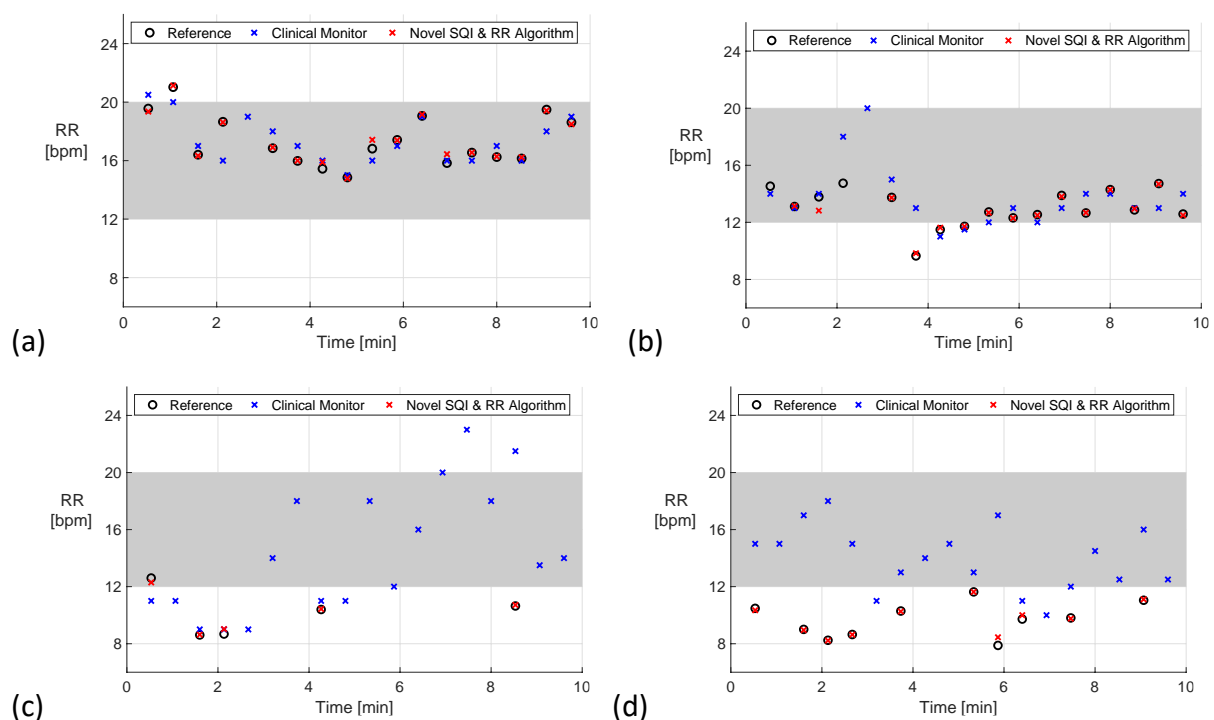 Reference Clinical Monitor Novel SQI & RR Algorithm
24
20
16
12
8
RR
[bpm]
0 2 4 6 8 10
Time [min]
(a)
Reference Clinical Monitor Novel SQI & RR Algorithm
24
20
16
12
8
RR
[bpm]
0 2 4 6 8 10
Time [min]
(b)
Reference Clinical Monitor Novel SQI & RR Algorithm
24
20
16
12
8
RR
[bpm]
0 2 4 6 8 10
Time [min]
(c)
Reference Clinical Monitor Novel SQI & RR Algorithm
24
20
16
12
8
RR
[bpm]
0 2 4 6 8 10
Time [min]
(d)